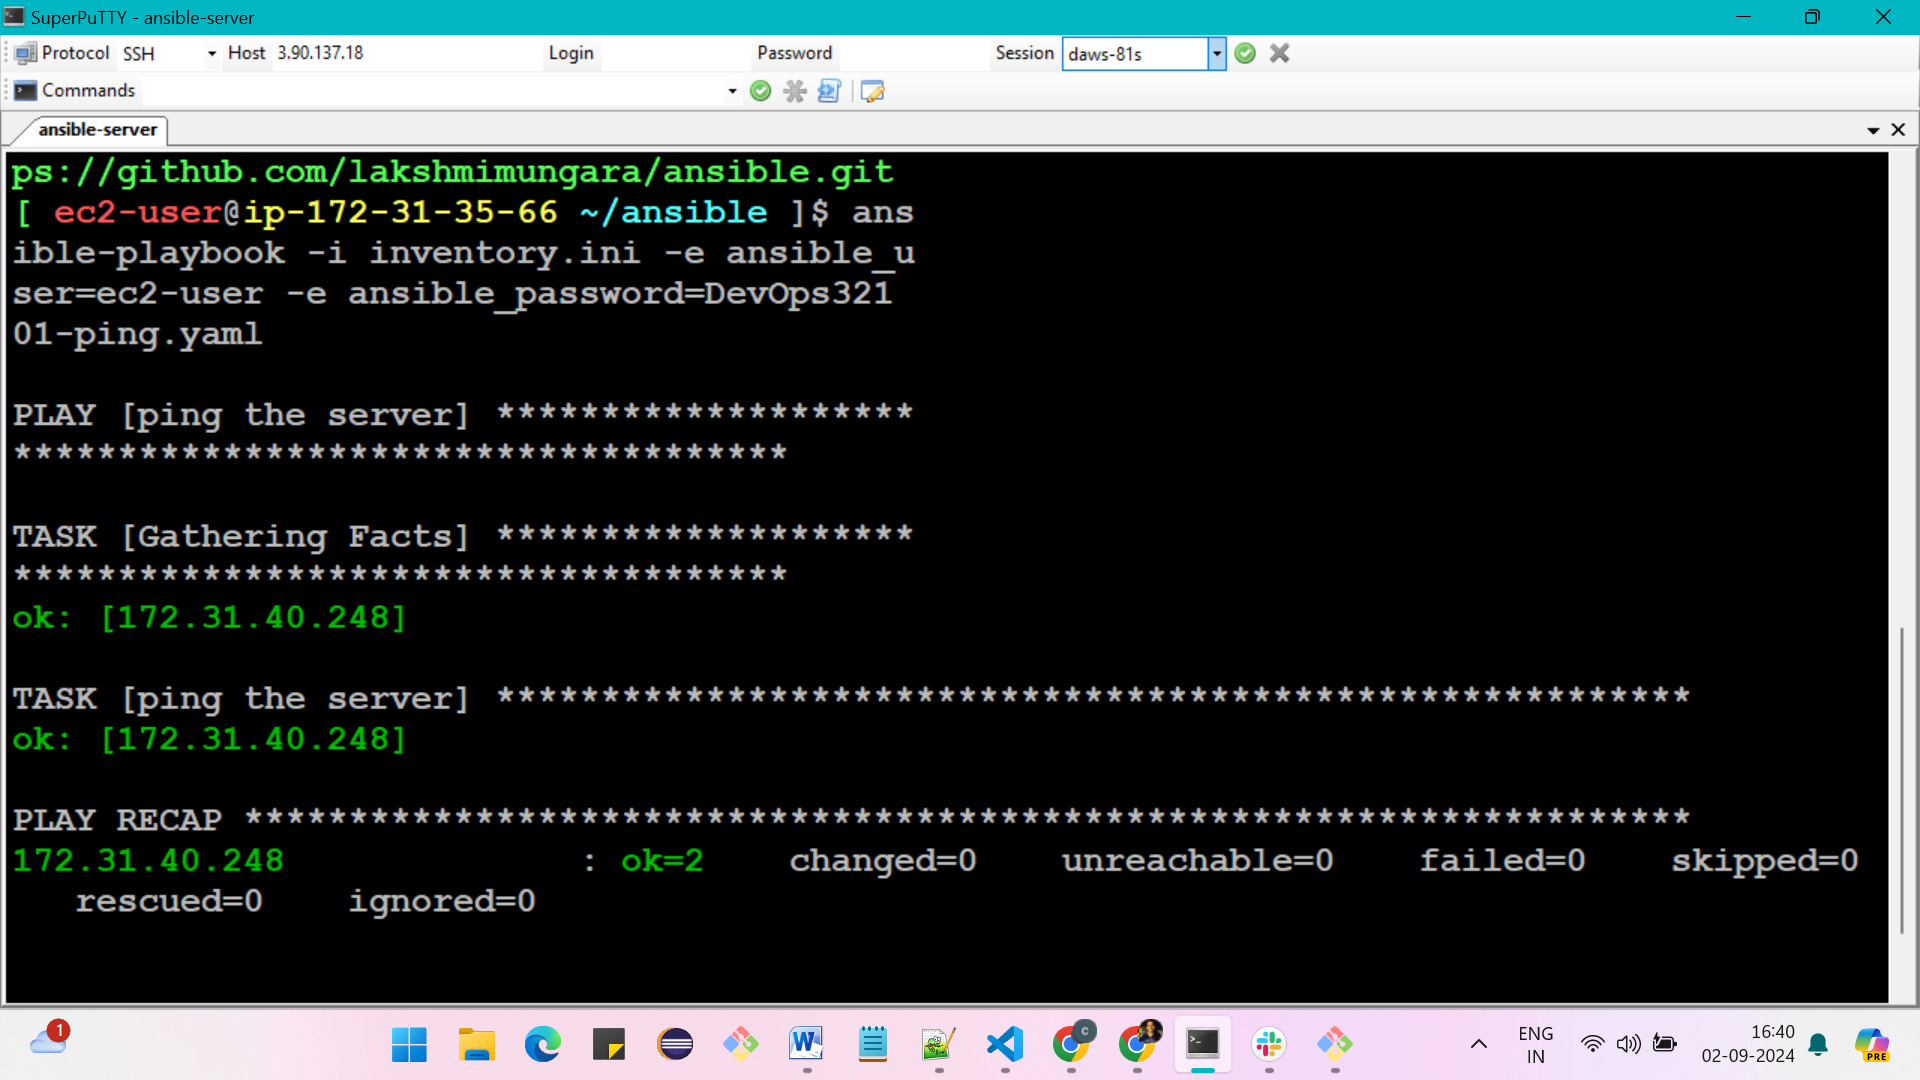 SuperPuTTY - ansible-server
Protocol SSH Host 3.90.137.18 Login Password Session daws-81s
Commands
ansible-server
ps://github.com/lakshmimungara/ansible.git
[ ec2-user@ip-172-31-35-66 ~/ansible ]$ ans
ible-playbook -i inventory.ini -e ansible_u
ser=ec2-user -e ansible_password=DevOps321
01-ping.yaml
PLAY [ping the server] ********************
*************************************
TASK [Gathering Facts] ********************
*************************************
ok: [172.31.40.248]
TASK [ping the server] *********************************************************
ok: [172.31.40.248]
PLAY RECAP *********************************************************************
172.31.40.248 : ok=2 changed=0 unreachable=0 failed=0 skipped=0
rescued=0 ignored=0
1
C
PRE
ENG
IN
16:40
02-09-2024